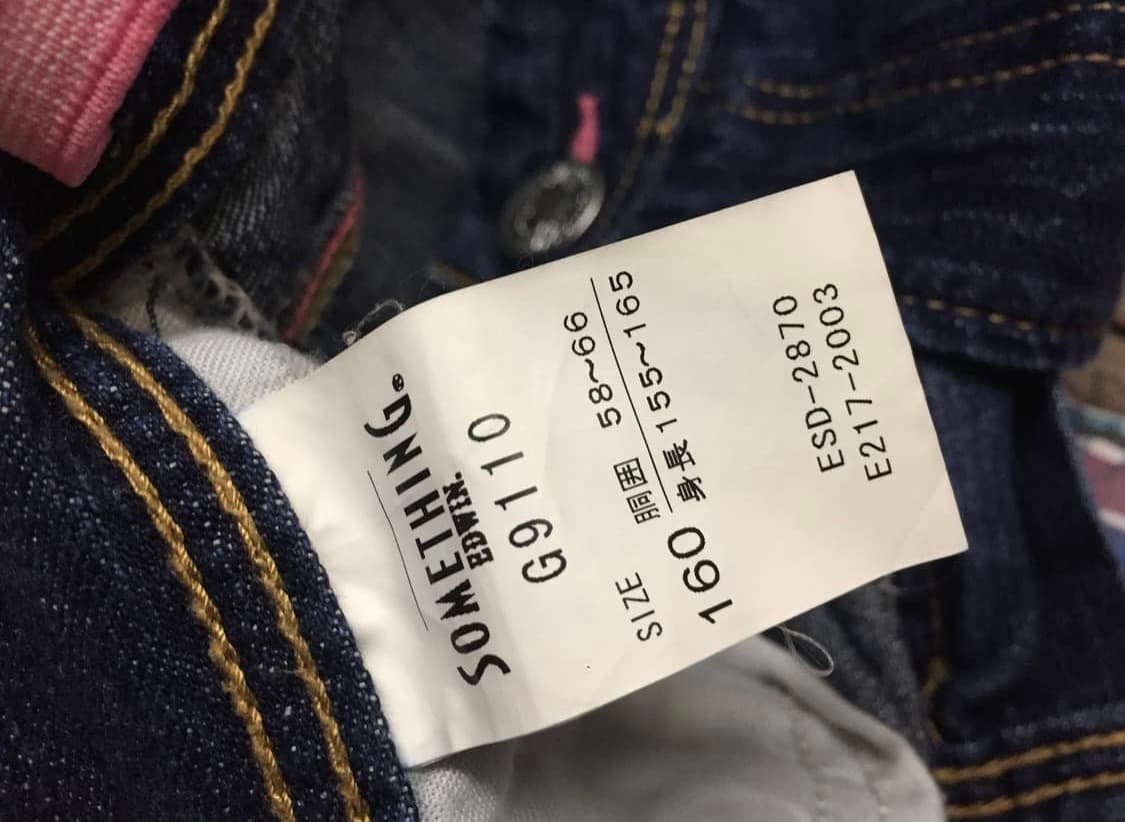 SOMETHING®
EDWIN.
G9110
SIZE 胴囲 58~66
160 身長 155~165
ESD-2870
E217-2003